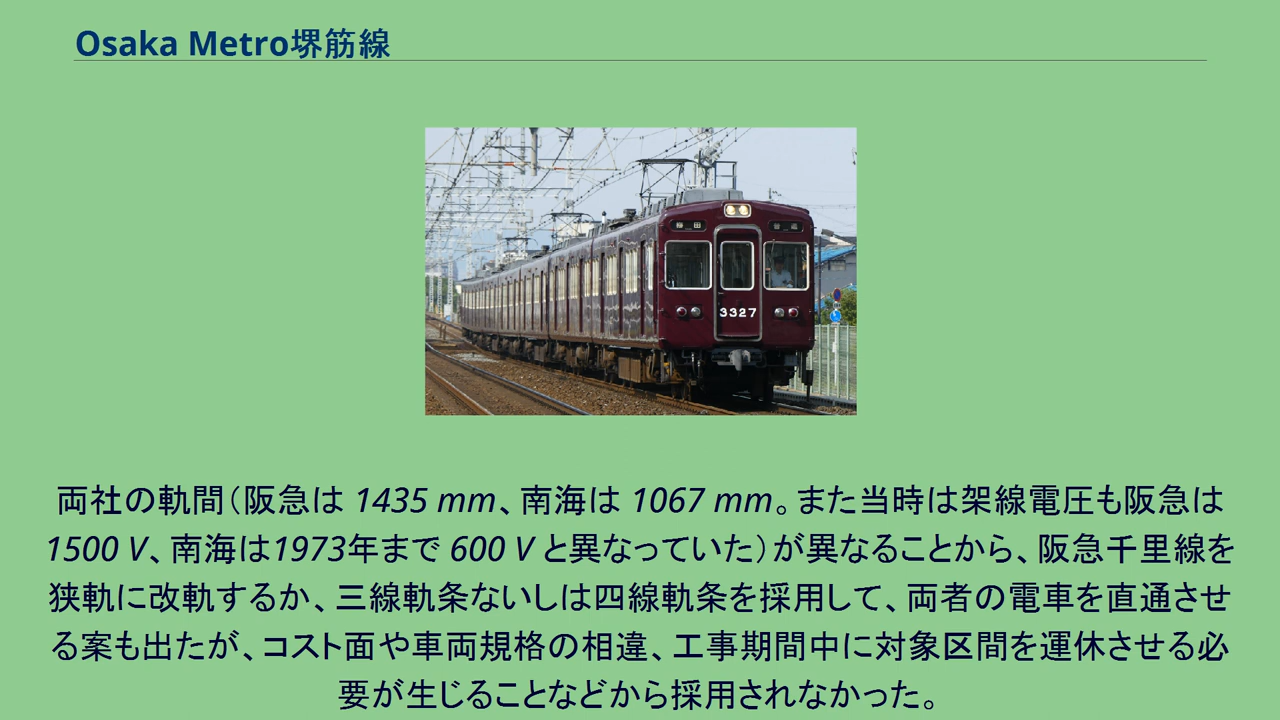 Osaka Metro堺筋線
3327
両社の軌間（阪急は 1435 mm、南海は 1067 mm。また当時は架線電圧も阪急は
1500 V、南海は1973年まで 600 V と異なっていた）が異なることから、阪急千里線を
狭軌に改軌するか、三線軌条ないしは四線軌条を採用して、両者の電車を直通させ
る案も出たが、コスト面や車両規格の相違、工事期間中に対象区間を運休させる必
要が生じることなどから採用されなかった。